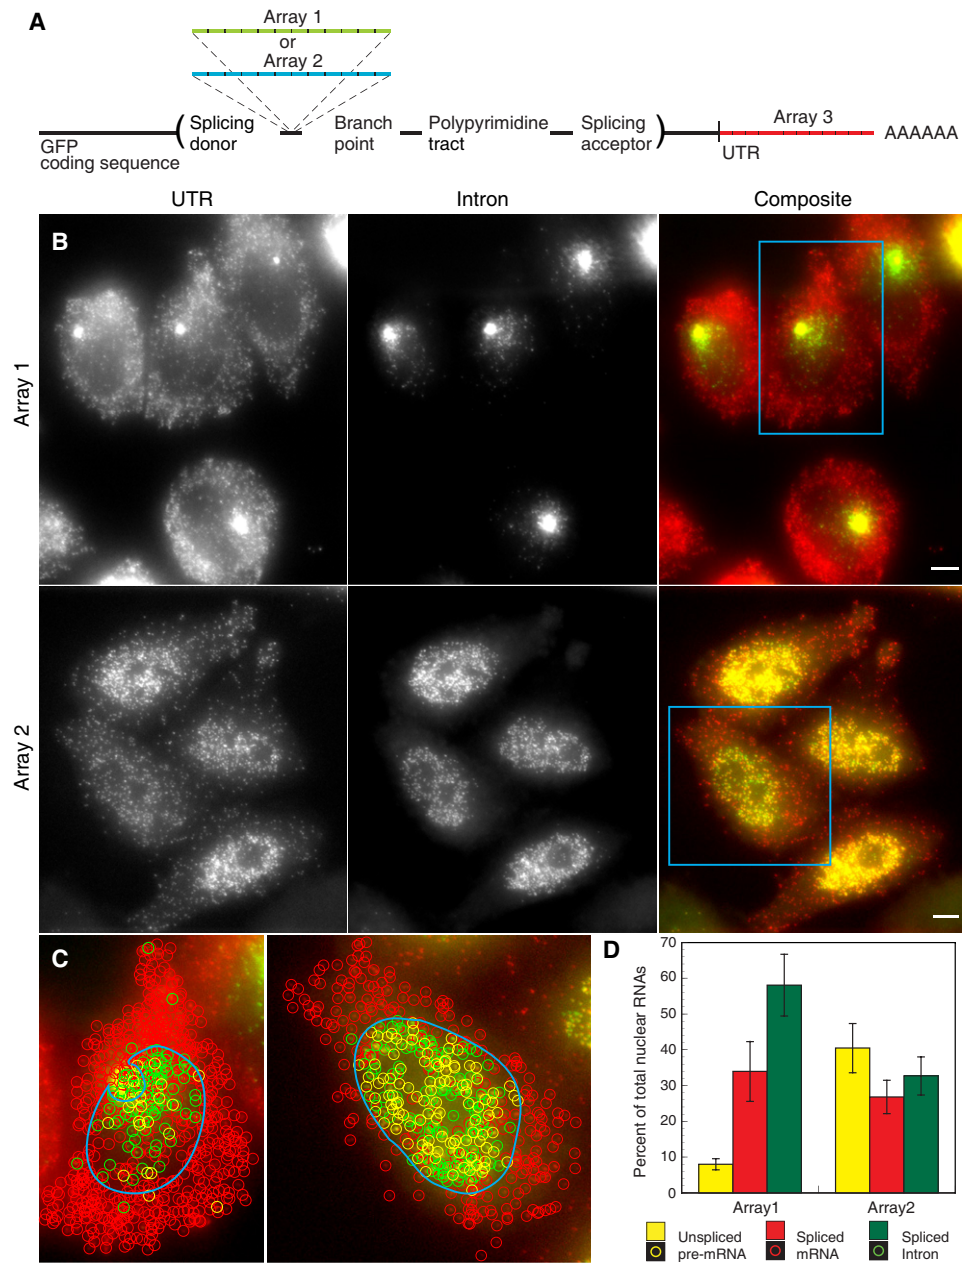 A
Array 1
or
Array 2
Splicing donor
Branch point
Polypyrimidine tract
Splicing acceptor
Array 3
AAAAAA
GFP coding sequence
UTR
UTR
Intron
Composite
B
Array 1
Array 2
C
D
Percent of total nuclear RNAs
70
60
50
40
30
20
10
0
Array1
Array2
Unspliced pre-mRNA
Spliced mRNA
Spliced Intron